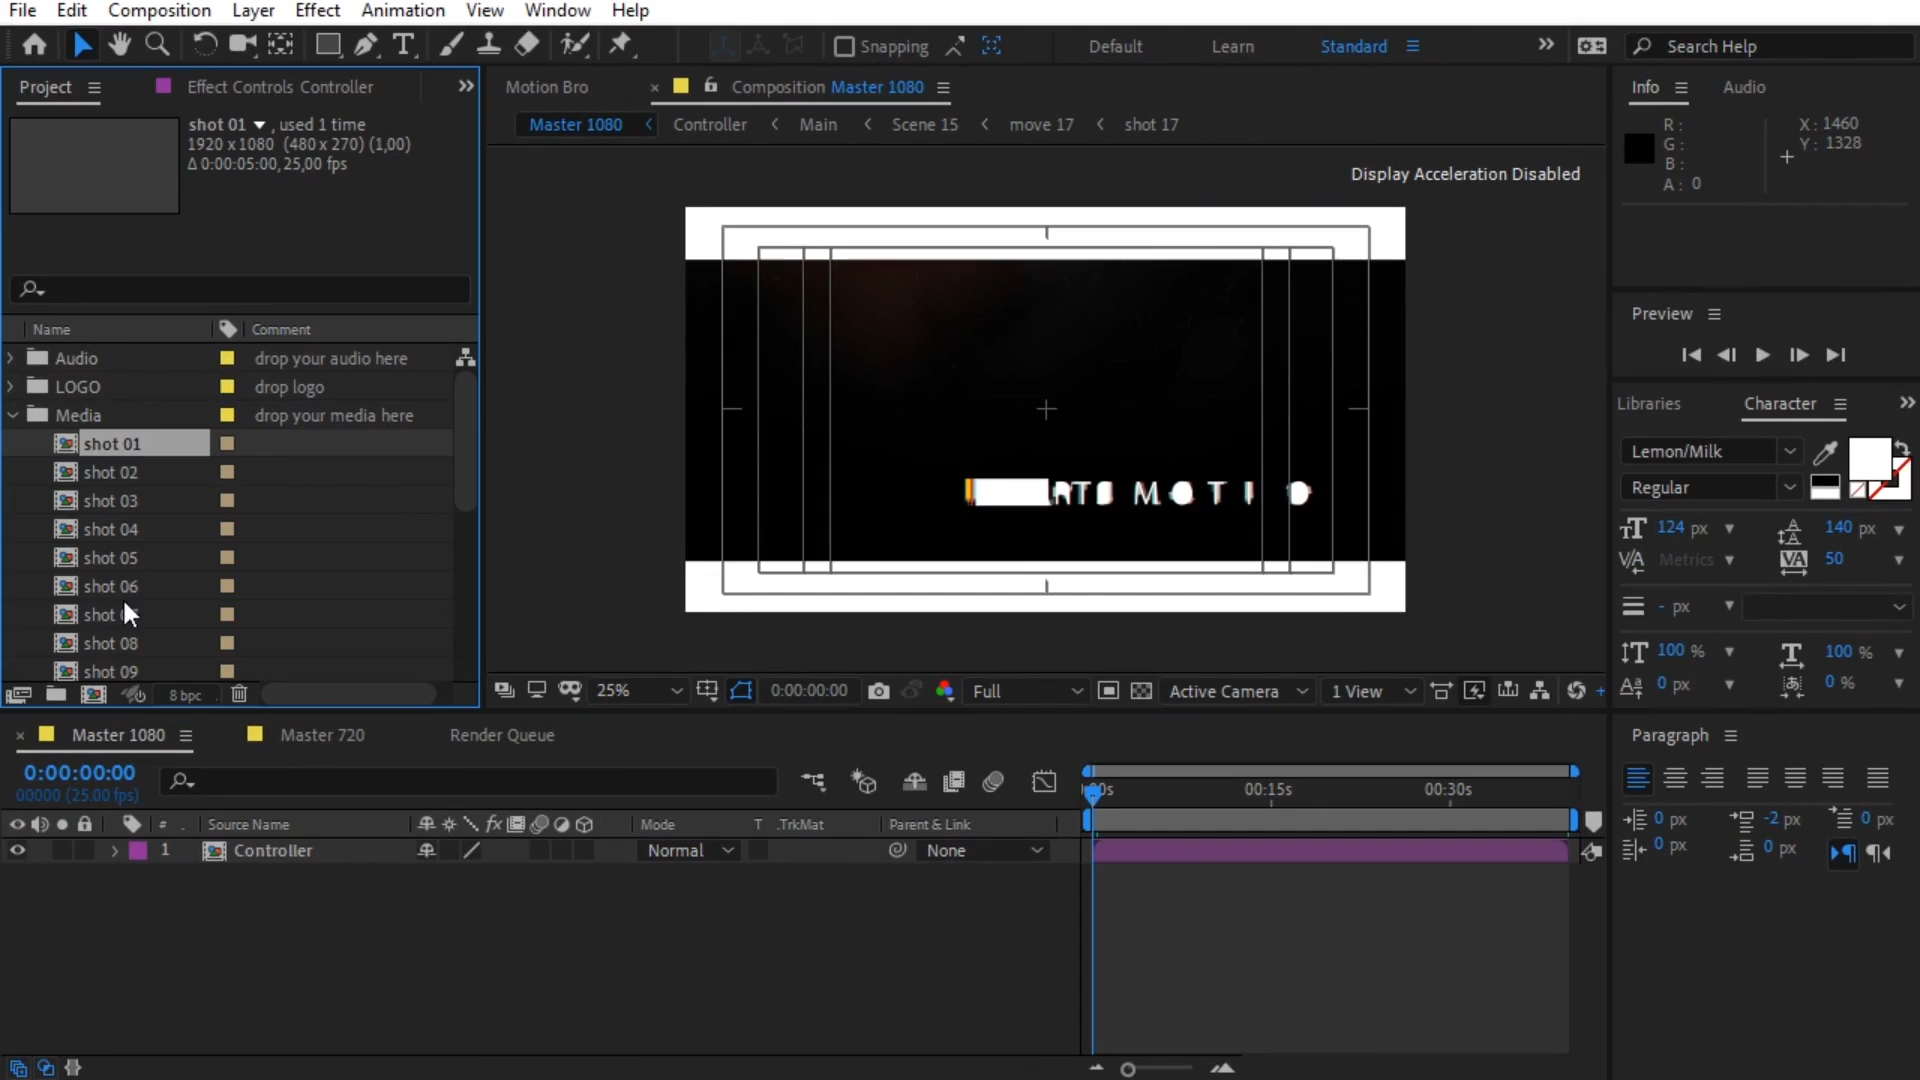 File Edit Composition Layer Effect Animation View Window Help
Snapping Default Learn Standard Search Help
Project Effect Controls Controller
shot 01 , used 1 time
1920 x 1080 (480 x 270) (1,00)
Δ 0:00:05:00, 25,00 fps
Name Comment
Audio drop your audio here
LOGO drop logo
Media drop your media here
shot 01
shot 02
shot 03
shot 04
shot 05
shot 06
shot
shot 08
shot 09
8 bpc
Motion Bro Composition Master 1080
Master 1080 Controller Main Scene 15 move 17 shot 17
Display Acceleration Disabled
RTS MOTIO
25% 0:00:00:00 Full Active Camera 1 View
Info Audio
R : X : 1460
G : Y : 1328
B :
A : 0
Preview
Libraries Character
Lemon/Milk
Regular
124 px 140 px
Metrics 50
- px
100 % 100 %
0 px 0 %
Paragraph
0 px -2 px 0 px
0 px 0 px
Master 1080 Master 720 Render Queue
0:00:00:00
00000 (25.00 fps)
00s 00:15s 00:30s
# Source Name Mode T .TrkMat Parent & Link
1 Controller Normal None